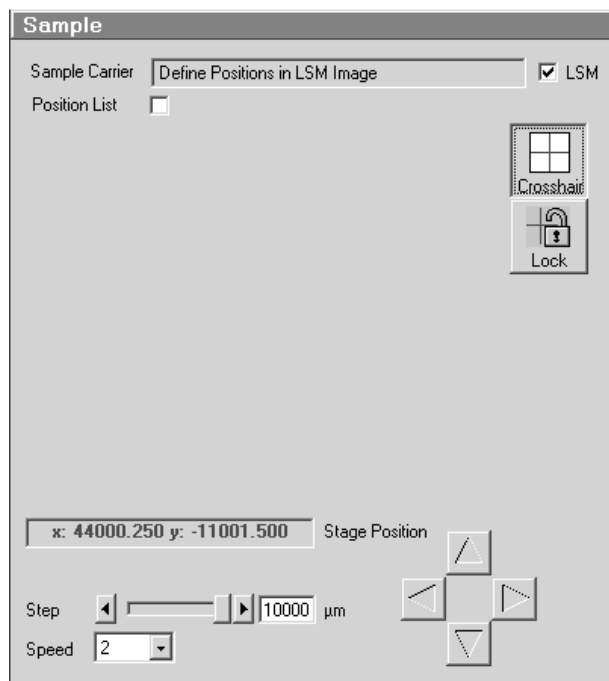 Sample
Sample Carrier Define Positions in LSM Image LSM
Position List
Crosshair
Lock
x: 44000.250 y: -11001.500 Stage Position
Step 10000 µm
Speed 2